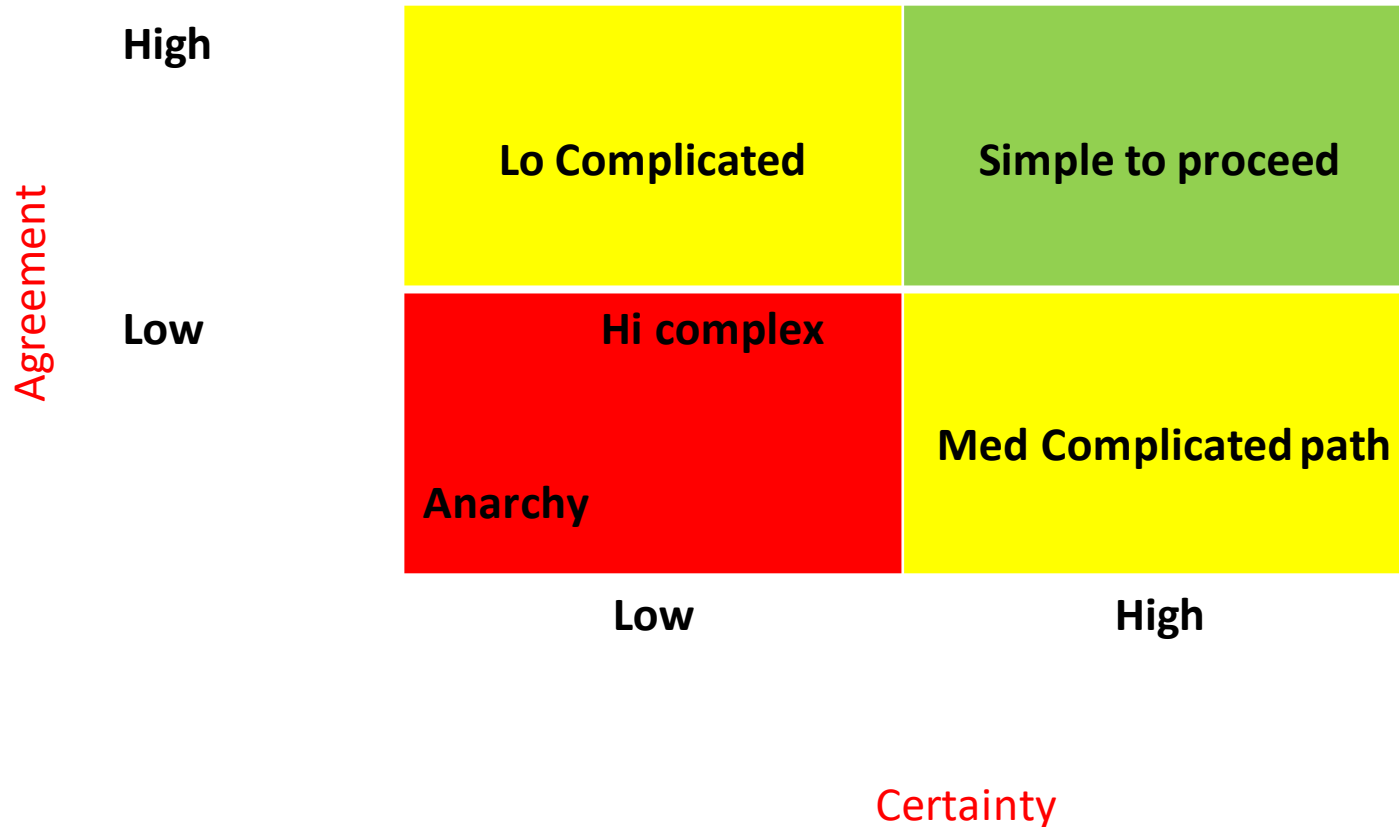 High
Lo Complicated
Simple to proceed
Agreement
Low
Hi complex
Med Complicated path
Anarchy
Low
High
Certainty